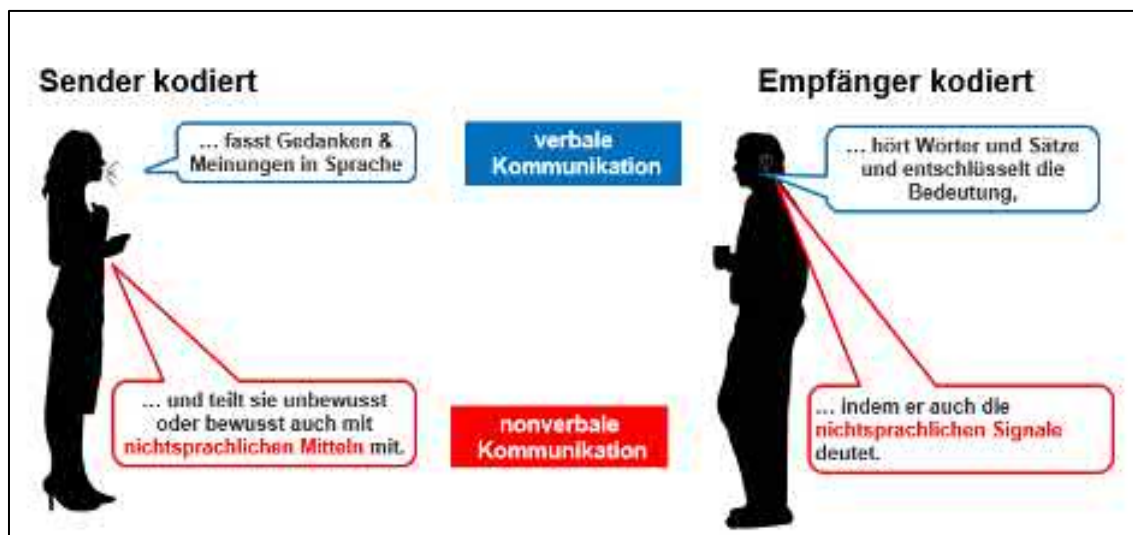 Sender kodiert
Empfänger kodiert
... fasst Gedanken &
Meinungen in Sprache
verbale
Kommunikation
... hört Wörter und Sätze
und entschlüsselt die
Bedeutung,
... und teilt sie unbewusst
oder bewusst auch mit
nichtsprachlichen Mitteln mit.
nonverbale
Kommunikation
... indem er auch die
nichtsprachlichen Signale
deutet.